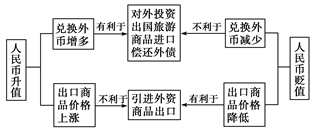 人民币升值
兑换外
币增多
有利于
对外投资
出国旅游
商品进口
偿还外债
不利于
兑换外
币减少
人民币贬值
出口商
品价格
上涨
不利于
引进外资
商品出口
有利于
出口商
品价格
降低